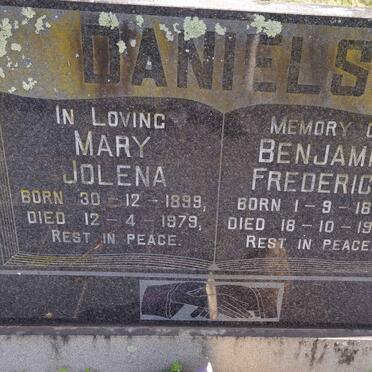 DANIELS
IN LOVING
MARY
JOLENA
BORN 30-12-1899,
DIED 12-4-1979,
REST IN PEACE.
MEMORY O
BENJAMI
FREDERIC
BORN 1-9-18
DIED 18-10-19
REST IN PEACE.